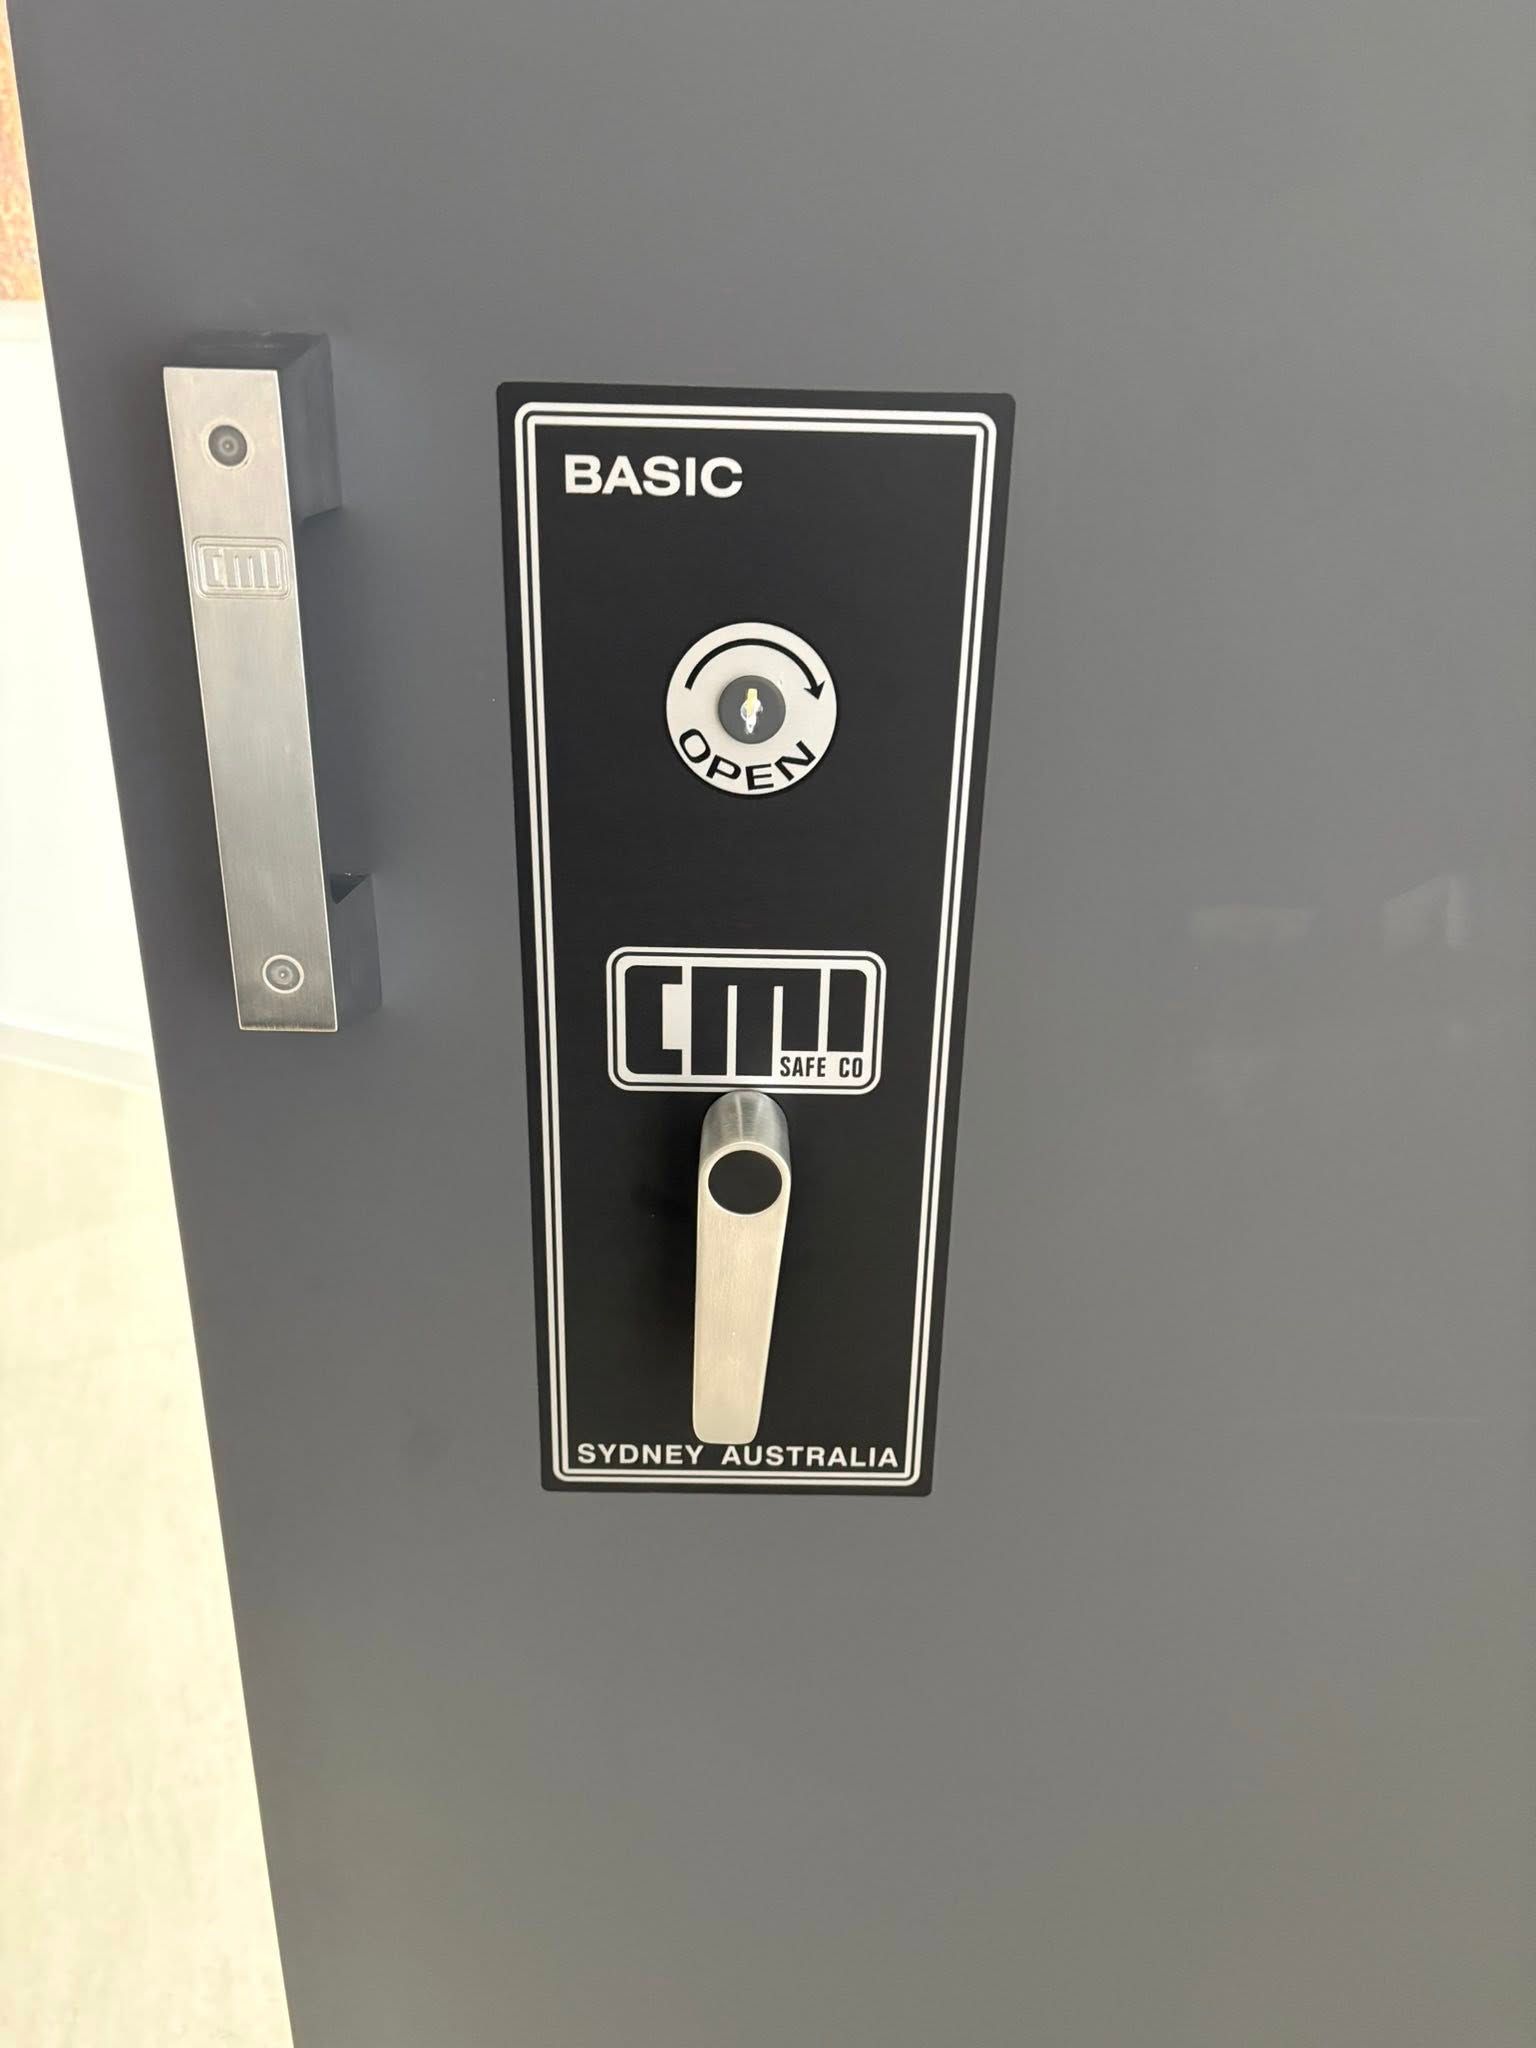 cmi
BASIC
OPEN
cmi
SAFE CO
SYDNEY AUSTRALIA